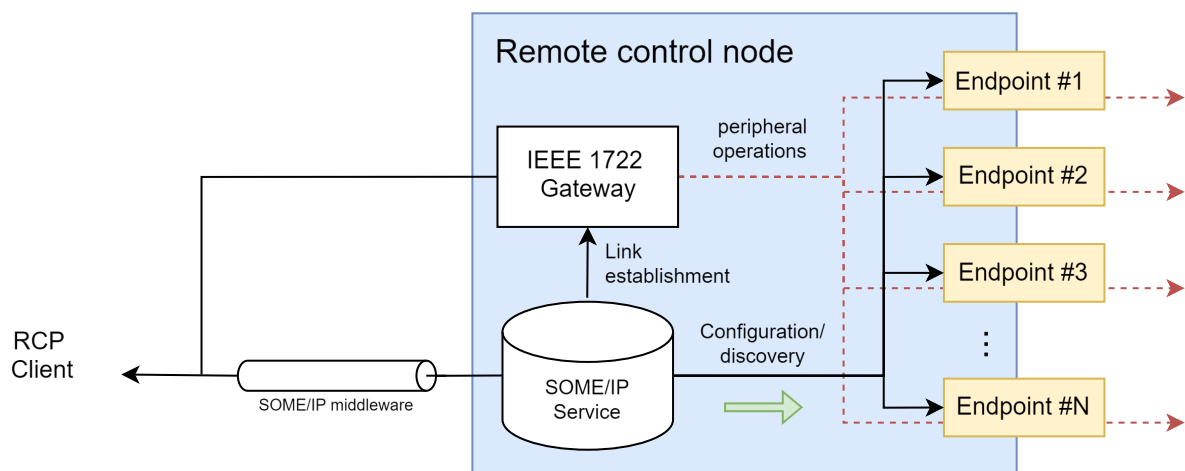 Remote control node
Endpoint #1
peripheral
operations
IEEE 1722
Gateway
Endpoint #2
Link
establishment
Endpoint #3
RCP
Client
Configuration/
discovery
...
SOME/IP middleware
SOME/IP
Service
Endpoint #N